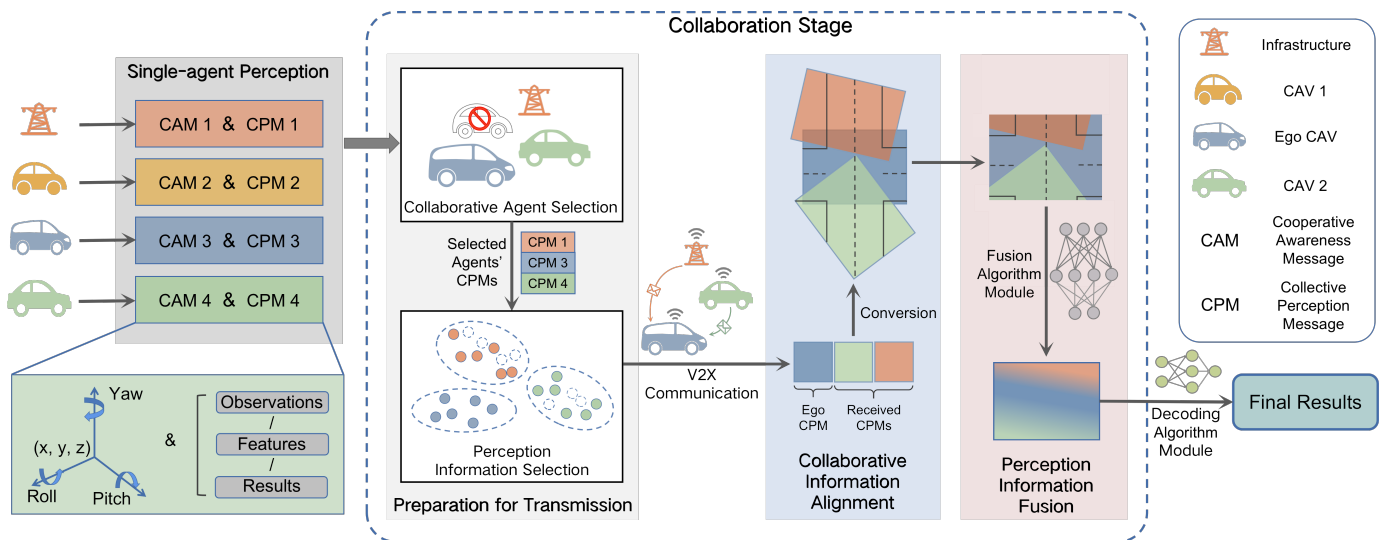 Collaboration Stage
Single-agent Perception
CAM 1 & CPM 1
CAM 2 & CPM 2
CAM 3 & CPM 3
CAM 4 & CPM 4
Yaw
(x, y, z)
Roll
Pitch
&
Observations
/
Features
/
Results
Collaborative Agent Selection
Selected
Agents'
CPMs
CPM 1
CPM 3
CPM 4
Perception
Information Selection
Preparation for Transmission
V2X
Communication
Conversion
Ego
CPM
Received
CPMs
Collaborative
Information
Alignment
Fusion
Algorithm
Module
Perception
Information
Fusion
Decoding
Algorithm
Module
Final Results
Infrastructure
CAV 1
Ego CAV
CAV 2
CAM
Cooperative
Awareness
Message
CPM
Collective
Perception
Message